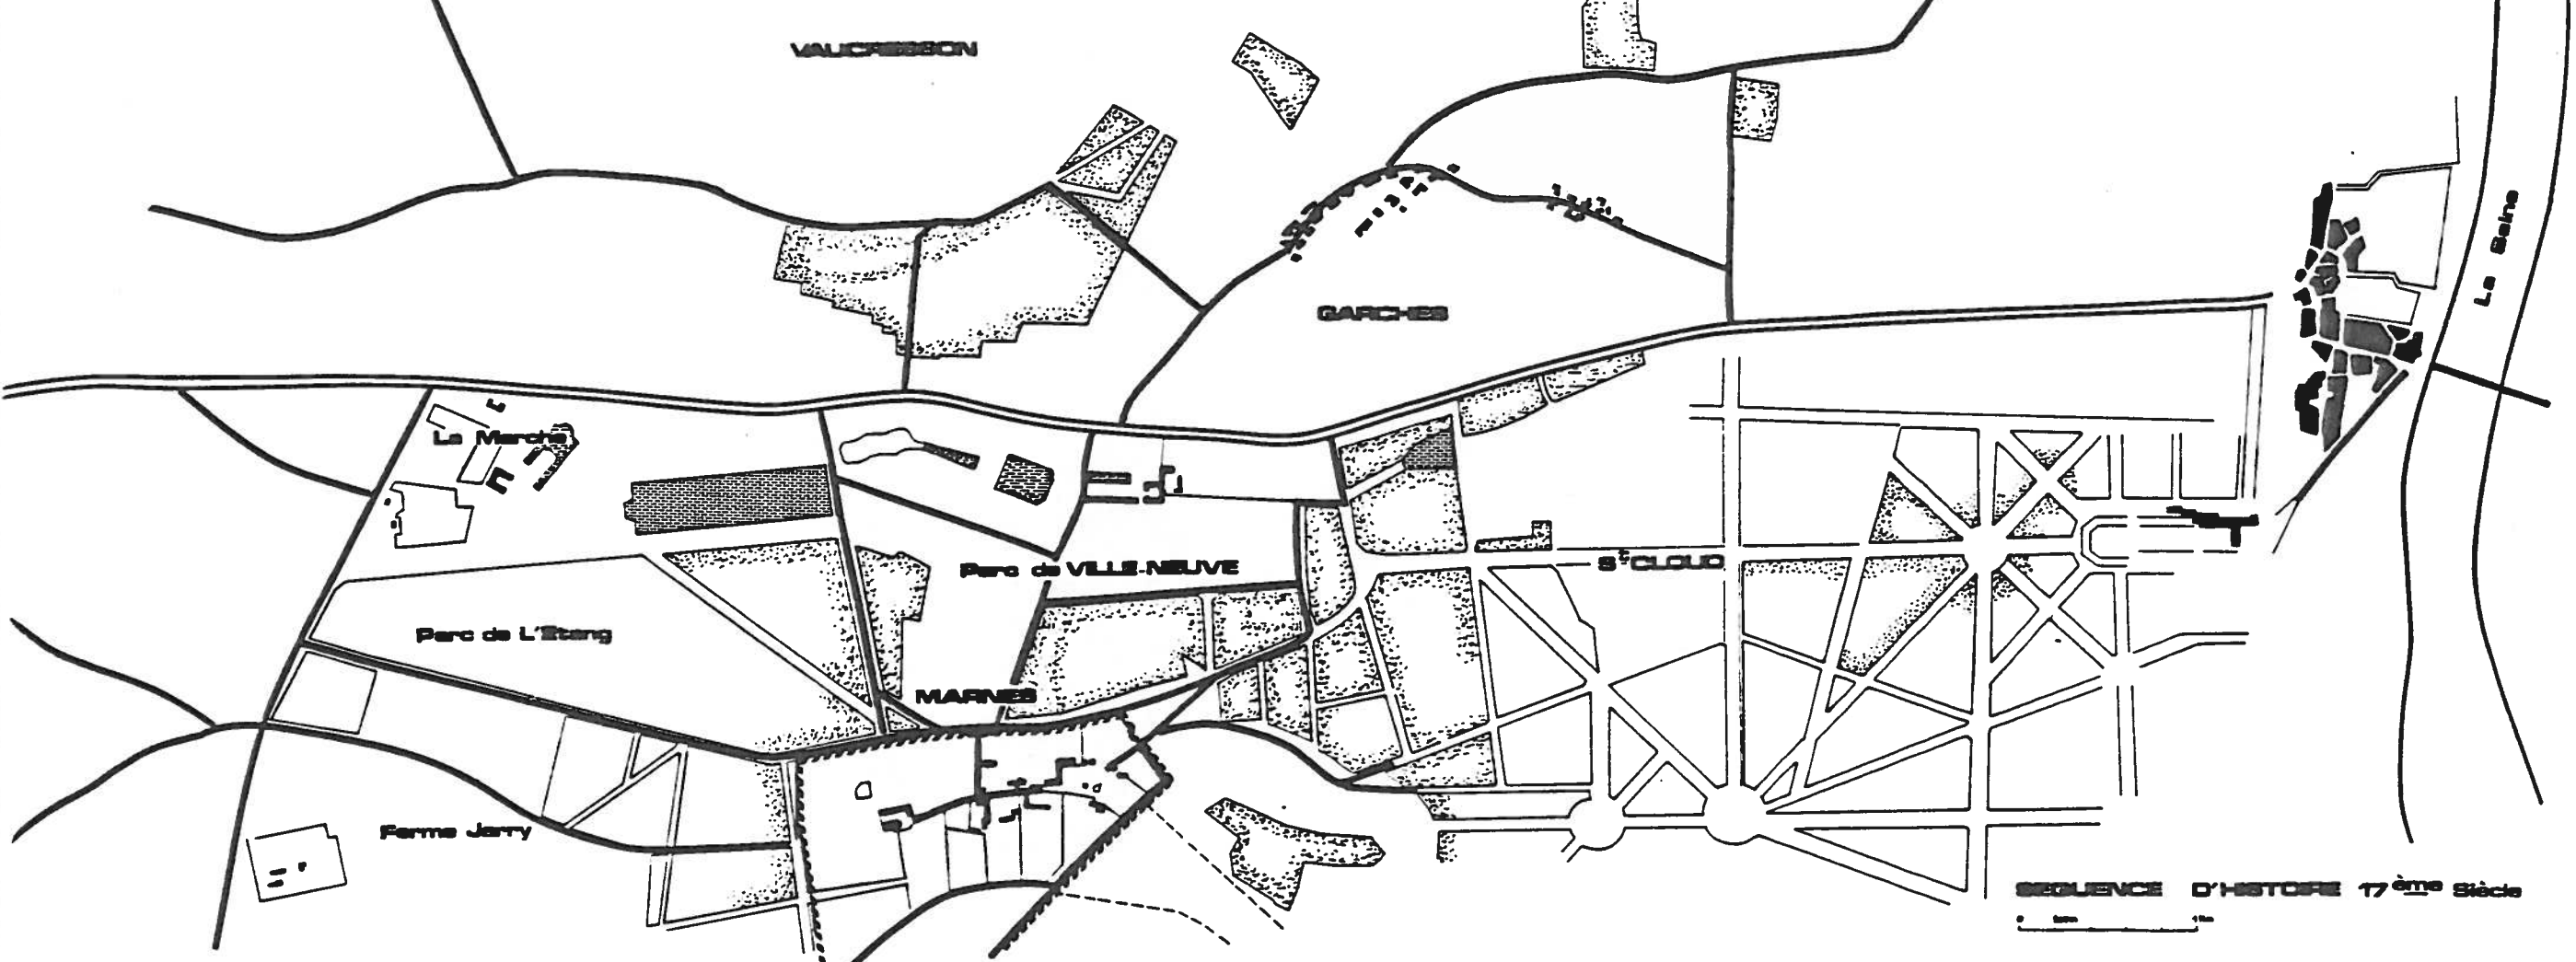 VAUCRESSON
La Seine
GARCHES
La Marche
Parc de VILLE-NEUVE
St CLOUD
Parc de L'Etang
MARNES
Ferme Jarry
SEQUENCE D'HISTOIRE 17ème Siècle